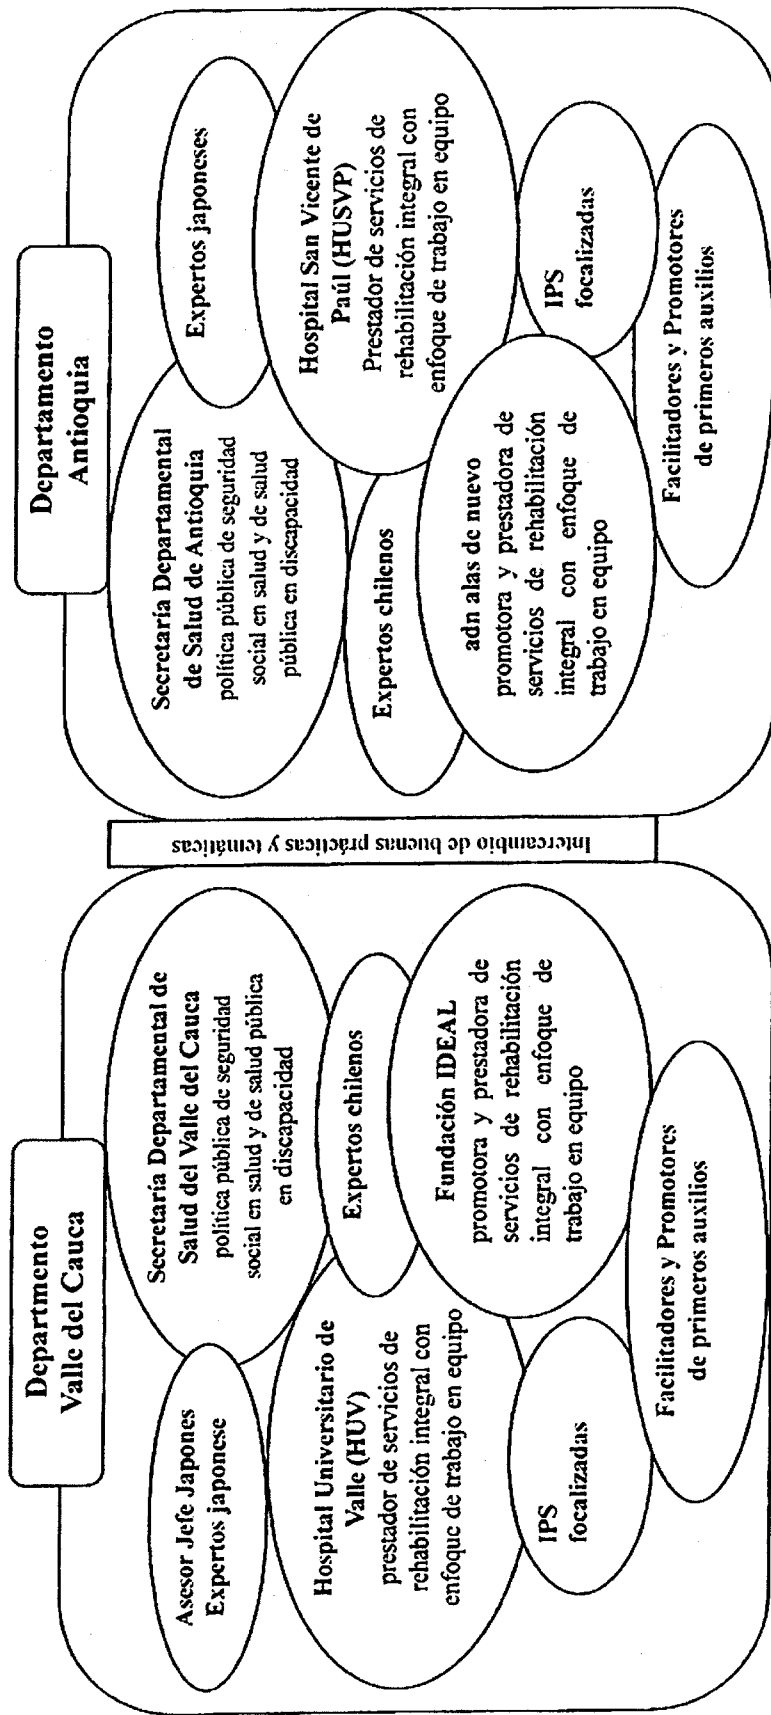 Departmento
Valle del Cauca
Asesor Jefe Japones
Expertos japonese
Secretaría Departamental de
Salud del Valle del Cauca
política pública de seguridad
social en salud y de salud pública
en discapacidad
Hospital Universitario de
Valle (HUV)
prestador de servicios de
rehabilitación integral con
enfoque de trabajo en equipo
Expertos chilenos
Fundación IDEAL
promotora y prestadora de
servicios de rehabilitación
integral con enfoque de
trabajo en equipo
IPS
focalizadas
Facilitadores y Promotores
de primeros auxilios
Intercambio de buenas prácticas y temáticas
Departamento
Antioquia
Secretaría Departamental
de Salud de Antioquia
política pública de seguridad
social en salud y de salud
pública en discapacidad
Expertos japoneses
Expertos chilenos
Hospital San Vicente de
Paúl (HUSVP)
Prestador de servicios de
rehabilitación integral con
enfoque de trabajo en equipo
adn alas de nuevo
promotora y prestadora de
servicios de rehabilitación
integral con enfoque de
trabajo en equipo
IPS
focalizadas
Facilitadores y Promotores
de primeros auxilios